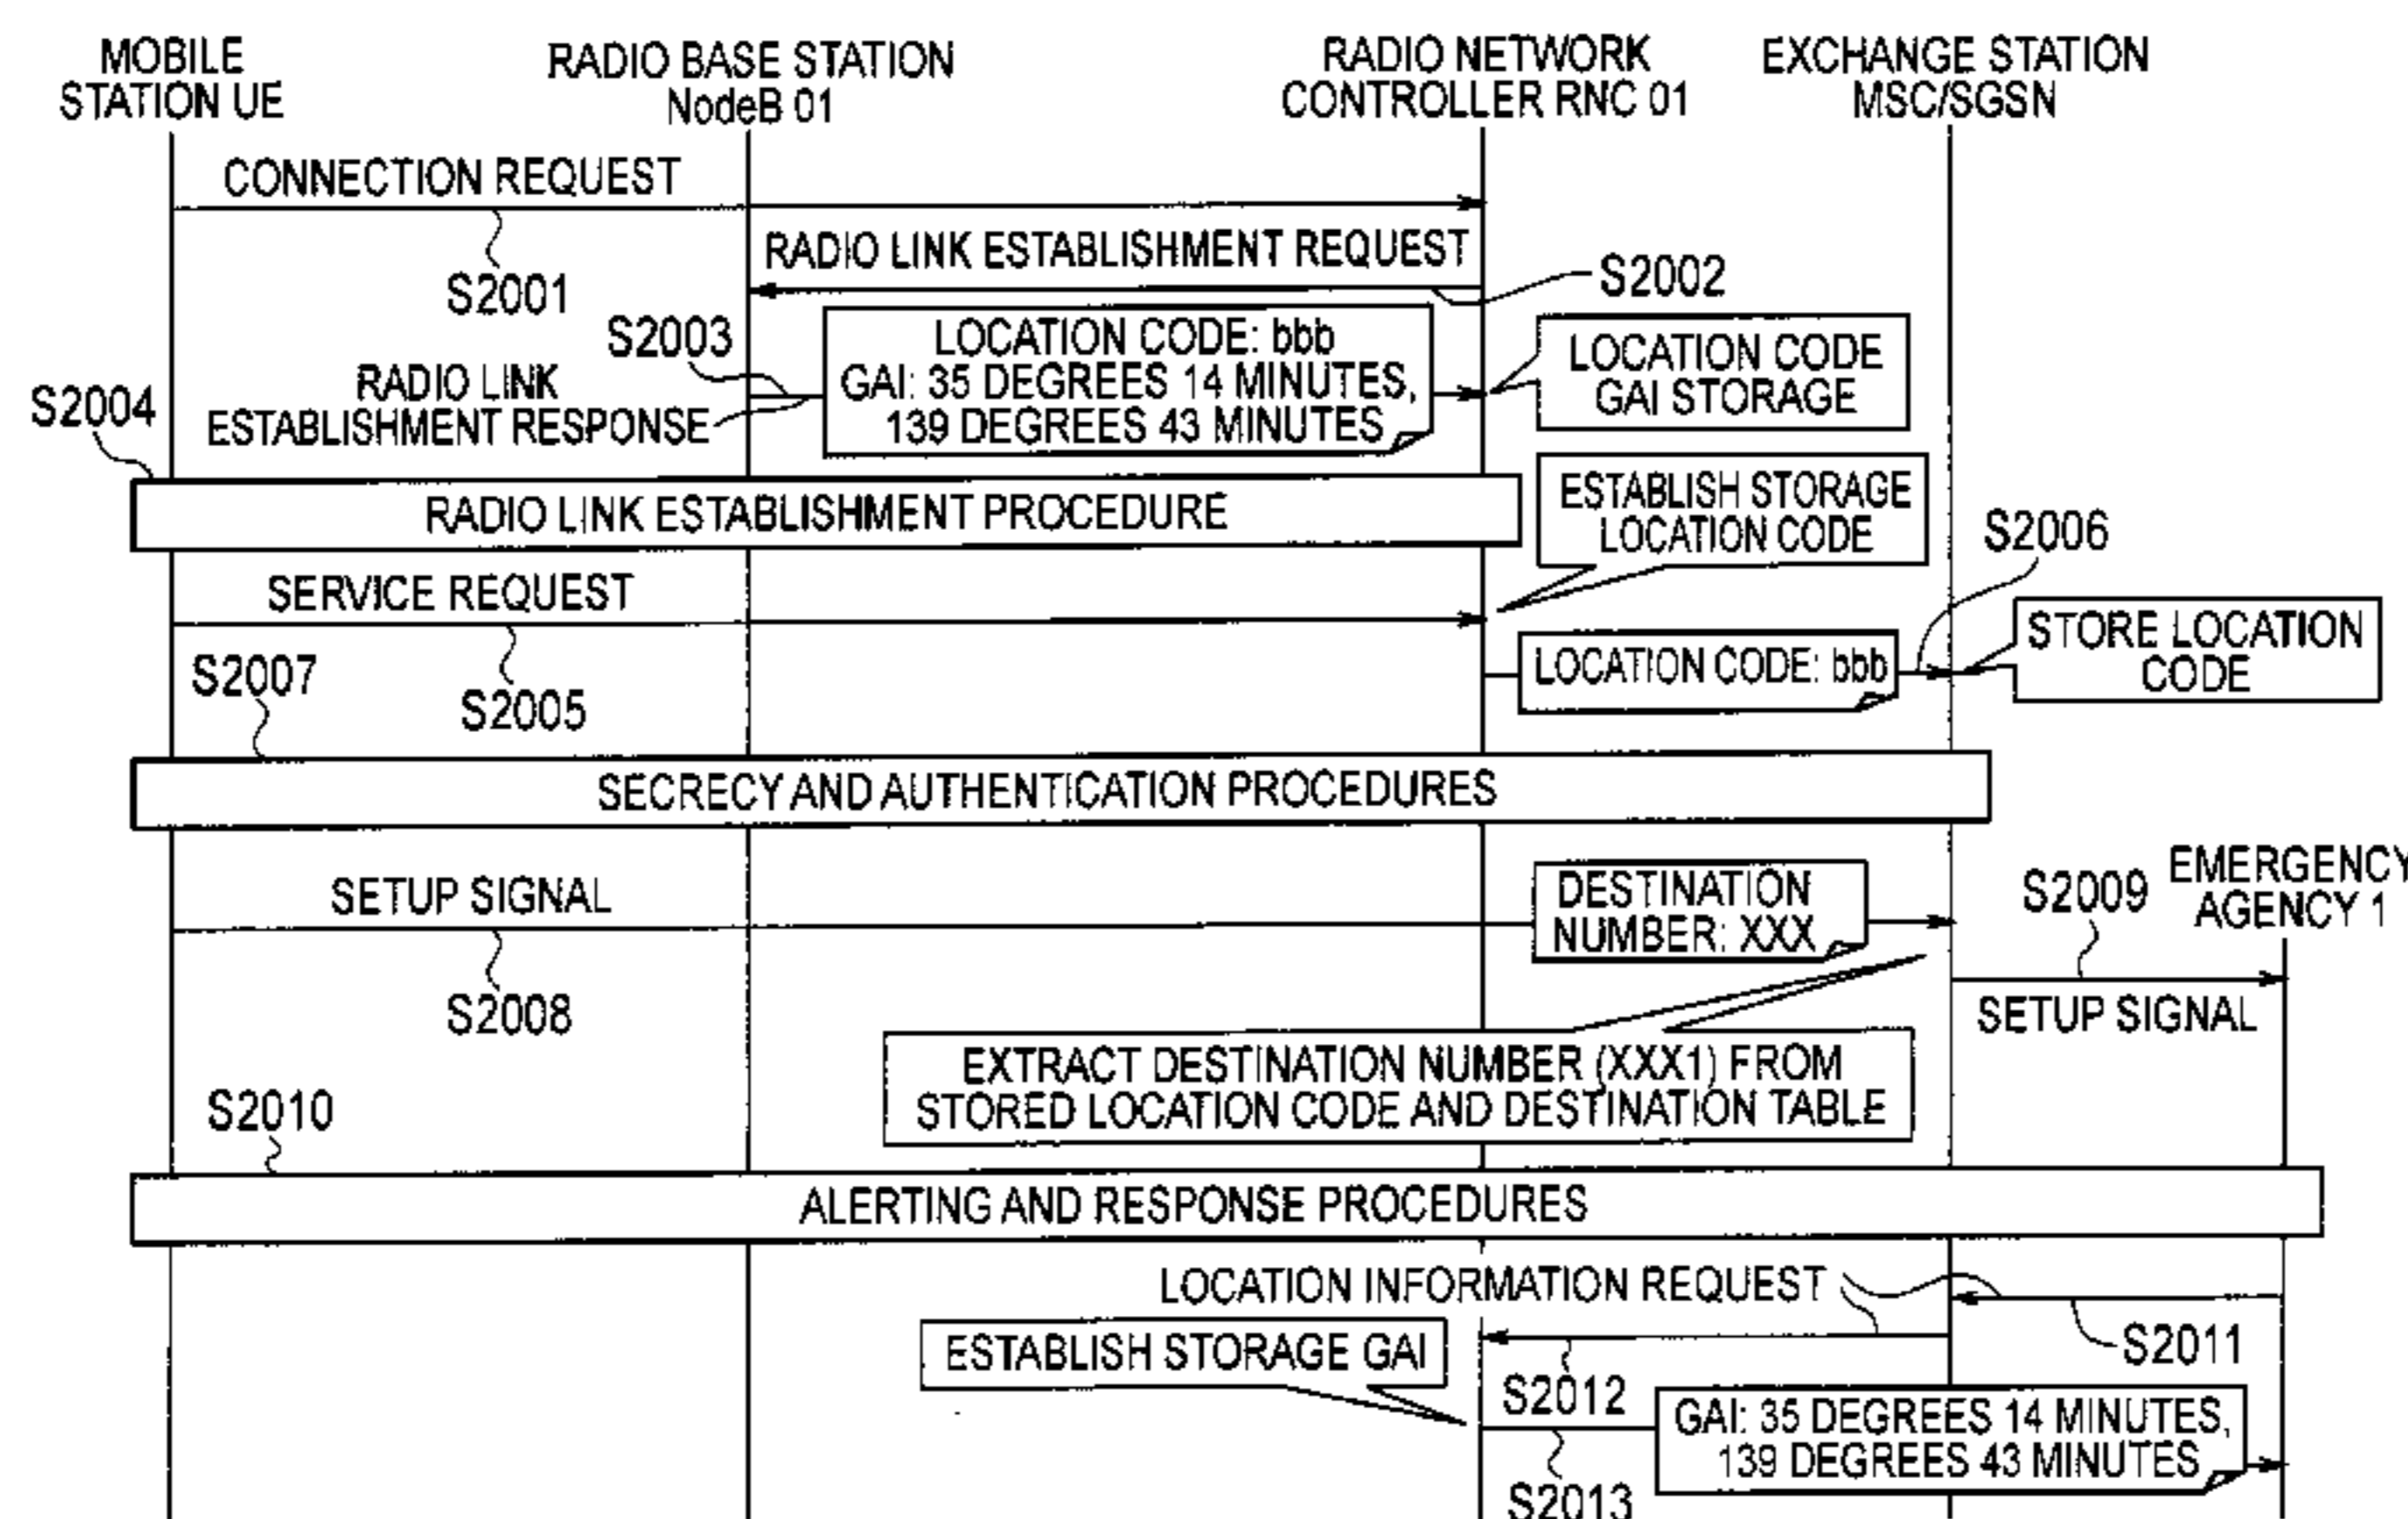 MOBILE
STATION UE
RADIO BASE STATION
NodeB 01
RADIO NETWORK
CONTROLLER RNC 01
EXCHANGE STATION
MSC/SGSN
CONNECTION REQUEST
S2001
RADIO LINK ESTABLISHMENT REQUEST
S2002
S2003
RADIO LINK
ESTABLISHMENT RESPONSE
LOCATION CODE: bbb
GAI: 35 DEGREES 14 MINUTES,
139 DEGREES 43 MINUTES
LOCATION CODE
GAI STORAGE
S2004
RADIO LINK ESTABLISHMENT PROCEDURE
ESTABLISH STORAGE
LOCATION CODE
S2006
SERVICE REQUEST
S2005
LOCATION CODE: bbb
STORE LOCATION
CODE
S2007
SECRECY AND AUTHENTICATION PROCEDURES
SETUP SIGNAL
S2008
DESTINATION
NUMBER: XXX
S2009
EMERGENCY
AGENCY 1
SETUP SIGNAL
EXTRACT DESTINATION NUMBER (XXX1) FROM
STORED LOCATION CODE AND DESTINATION TABLE
S2010
ALERTING AND RESPONSE PROCEDURES
LOCATION INFORMATION REQUEST
S2011
ESTABLISH STORAGE GAI
S2012
GAI: 35 DEGREES 14 MINUTES,
139 DEGREES 43 MINUTES
S2013